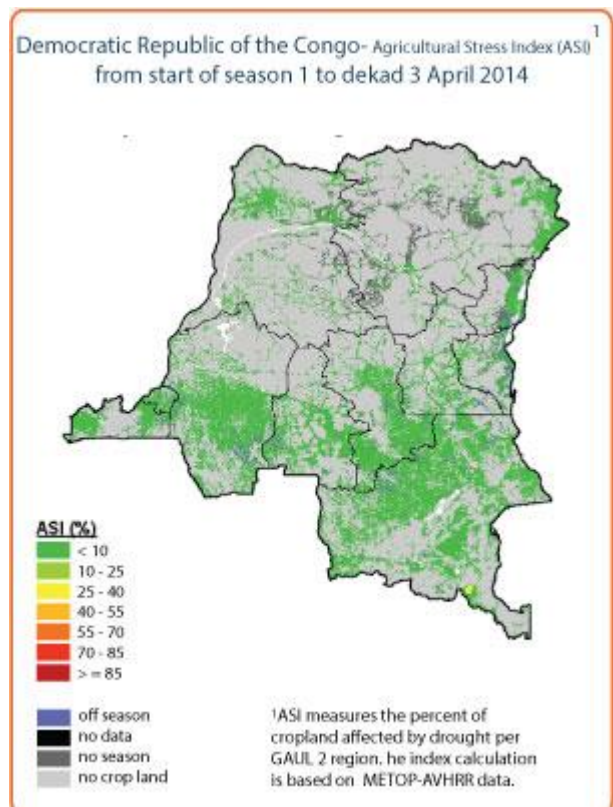 Democratic Republic of the Congo- Agricultural Stress Index (ASI) 1
from start of season 1 to dekad 3 April 2014
ASI (%)
< 10
10 - 25
25 - 40
40 - 55
55 - 70
70 - 85
> = 85
off season
no data
no season
no crop land
1ASI measures the percent of
cropland affected by drought per
GAUL 2 region. he index calculation
is based on METOP-AVHRR data.